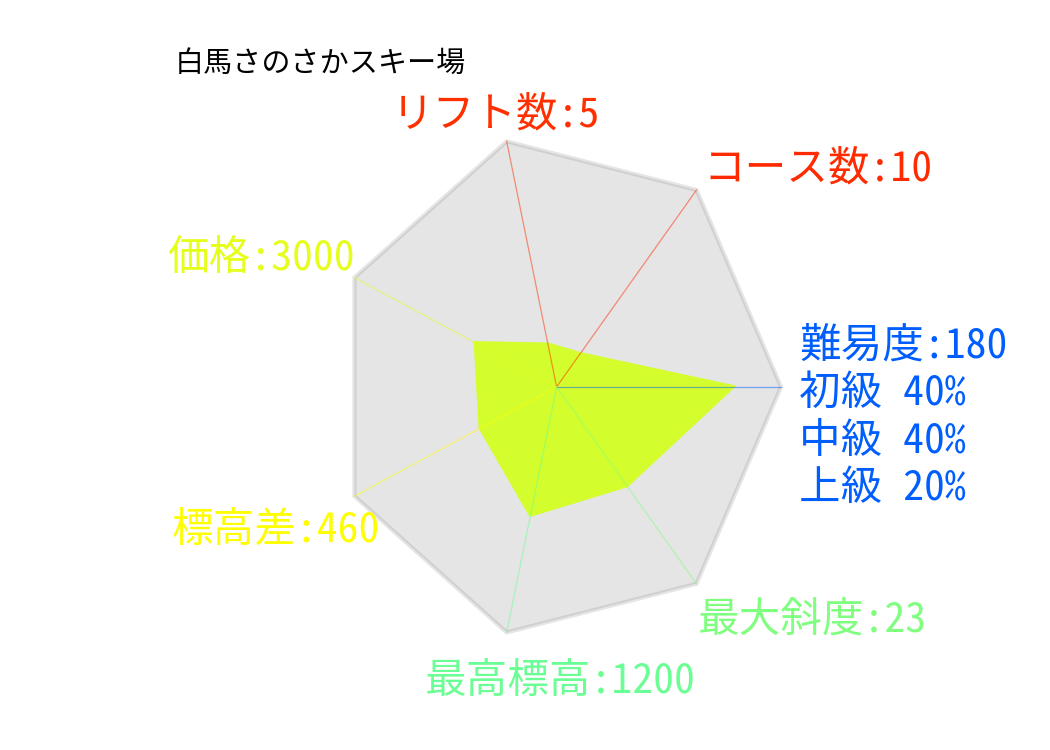 白馬さのさかスキー場
リフト数:5
コース数:10
価格:3000
難易度:180
初級 40%
中級 40%
上級 20%
標高差:460
最大斜度:23
最高標高:1200